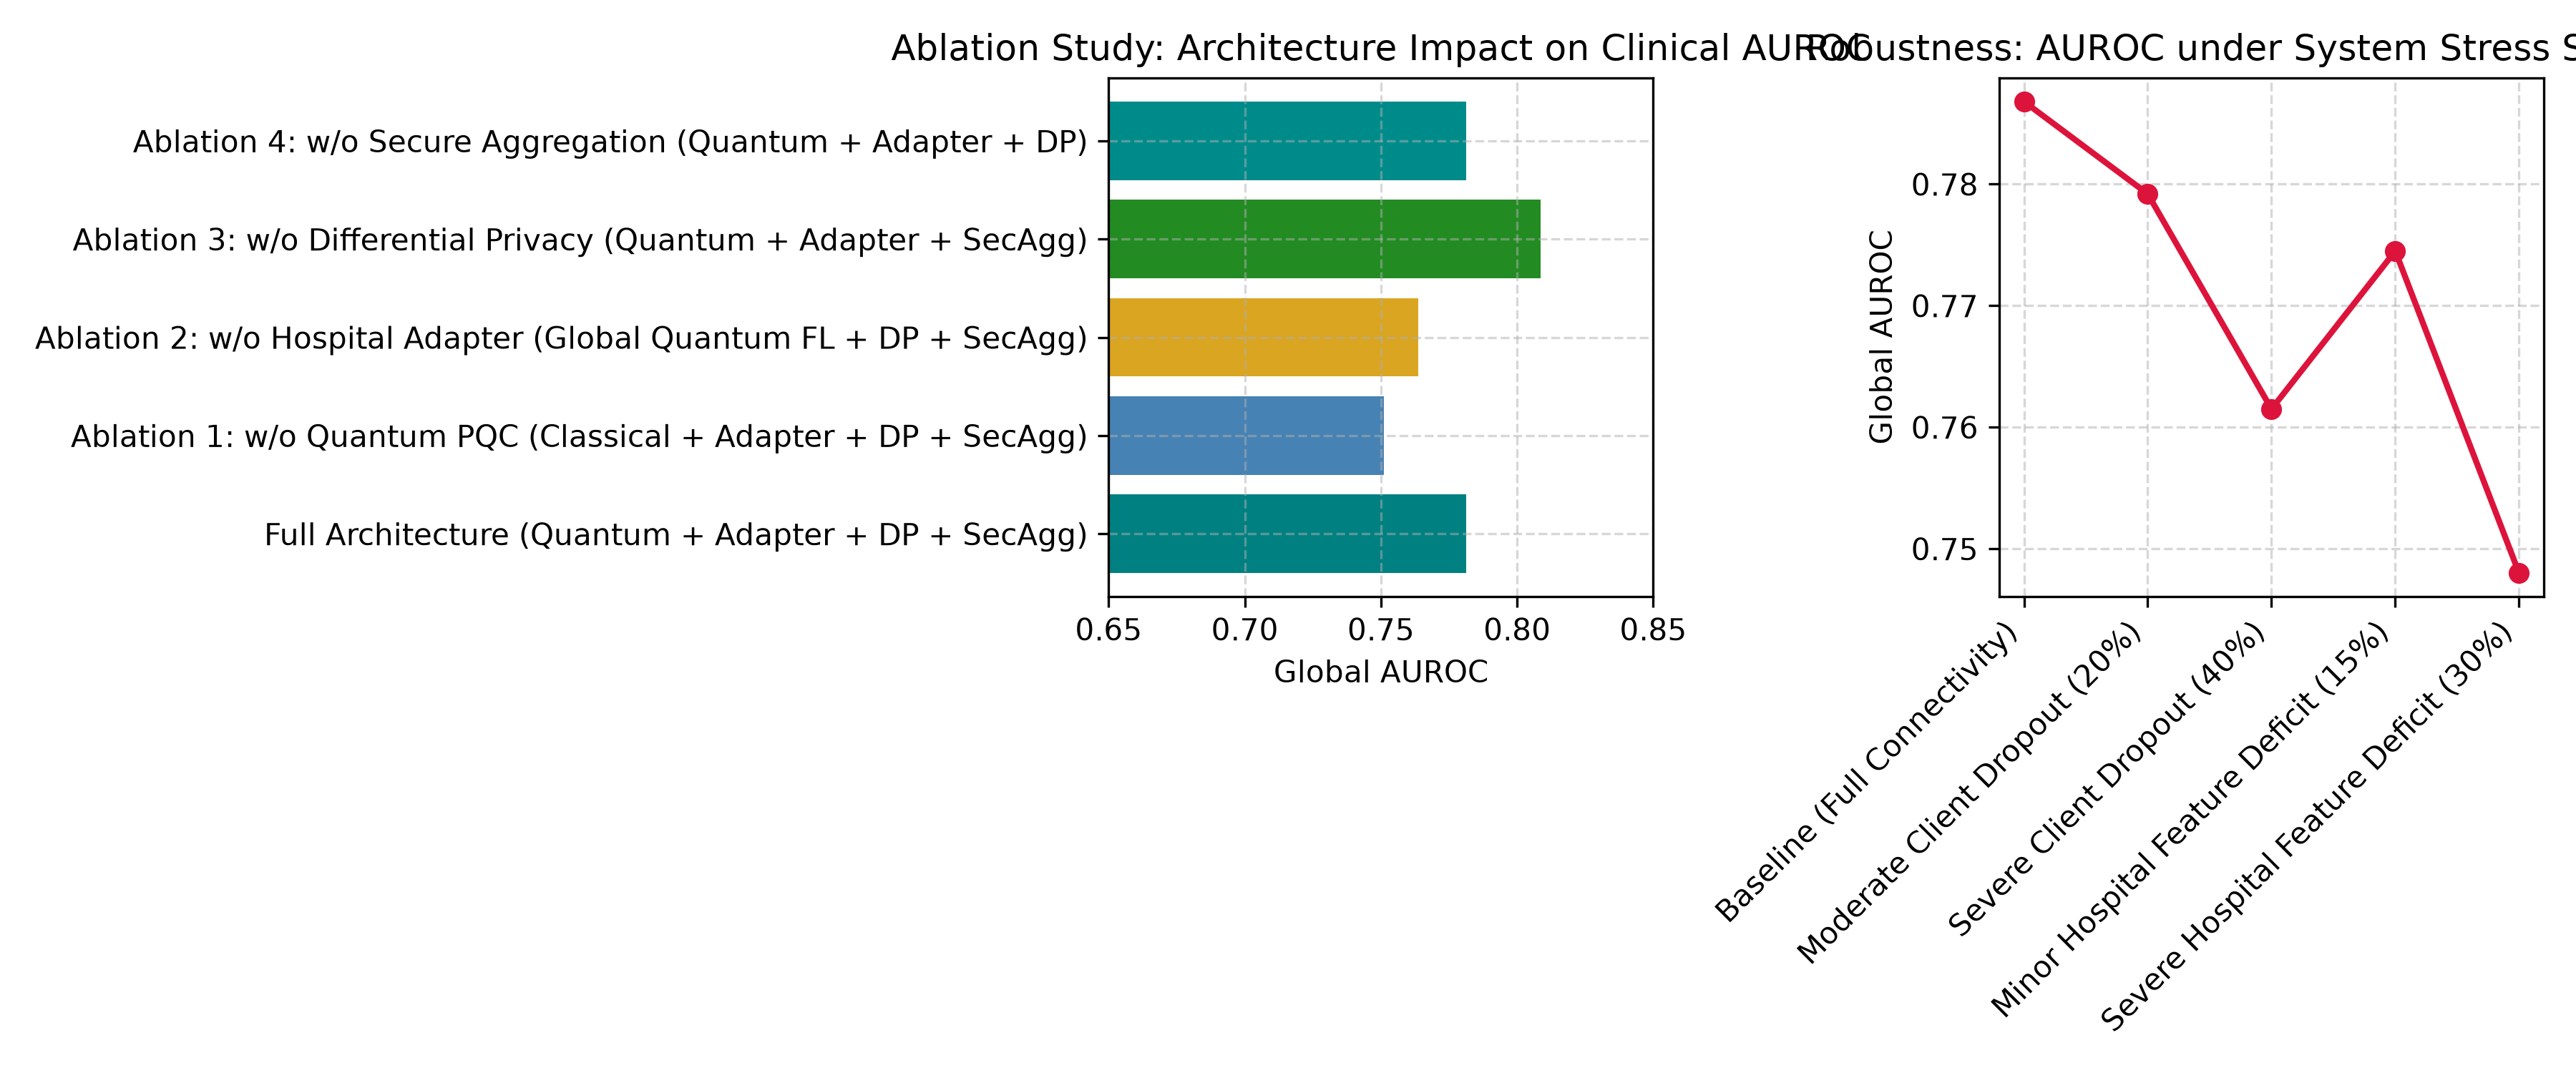 Ablation Study: Architecture Impact on Clinical AUROC
Ablation 4: w/o Secure Aggregation (Quantum + Adapter + DP)
Ablation 3: w/o Differential Privacy (Quantum + Adapter + SecAgg)
Ablation 2: w/o Hospital Adapter (Global Quantum FL + DP + SecAgg)
Ablation 1: w/o Quantum PQC (Classical + Adapter + DP + SecAgg)
Full Architecture (Quantum + Adapter + DP + SecAgg)
0.65 0.70 0.75 0.80 0.85
Global AUROC
Robustness: AUROC under System Stress S
Global AUROC
0.78
0.77
0.76
0.75
Baseline (Full Connectivity)
Moderate Client Dropout (20%)
Severe Client Dropout (40%)
Minor Hospital Feature Deficit (15%)
Severe Hospital Feature Deficit (30%)